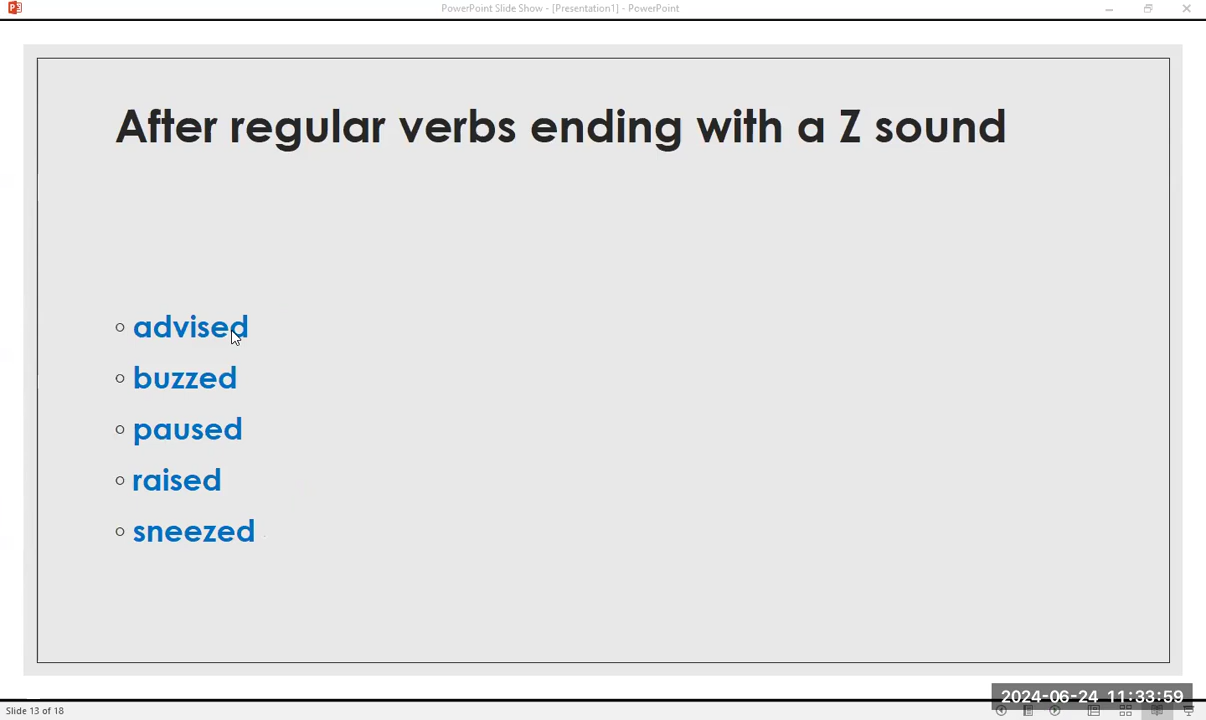 PowerPoint Slide Show - [Presentation1] - PowerPoint
After regular verbs ending with a Z sound
advised
buzzed
paused
raised
sneezed
2024-06-24 11:33:59
Slide 13 of 18